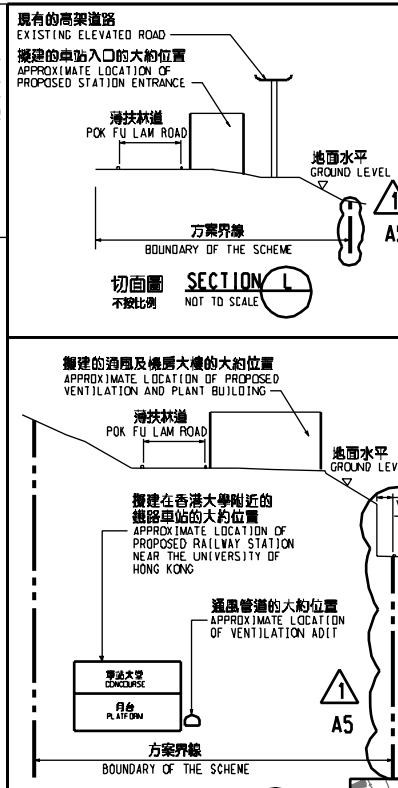 現有的高架道路
EXISTING ELEVATED ROAD
擬建的車站入口的大約位置
APPROXIMATE LOCATION OF
PROPOSED STATION ENTRANCE
薄扶林道
POK FU LAM ROAD
地面水平
GROUND LEVEL
1
方案界線
BOUNDARY OF THE SCHEME
切面圖
不按比例
SECTION L
NOT TO SCALE
擬建的通風及機房大樓的大約位置
APPROXIMATE LOCATION OF PROPOSED
VENTILATION AND PLANT BUILDING
薄扶林道
POK FU LAM ROAD
地面水平
GROUND LEV
擬建在香港大學附近的
鐵路車站的大約位置
APPROXIMATE LOCATION OF
PROPOSED RAILWAY STATION
NEAR THE UNIVERSITY OF
HONG KONG
通風管道的大約位置
APPROXIMATE LOCATION
OF VENTILATION ADIT
車站大堂
CONCOURSE
月台
PLATFORM
1
A5
方案界線
BOUNDARY OF THE SCHEME